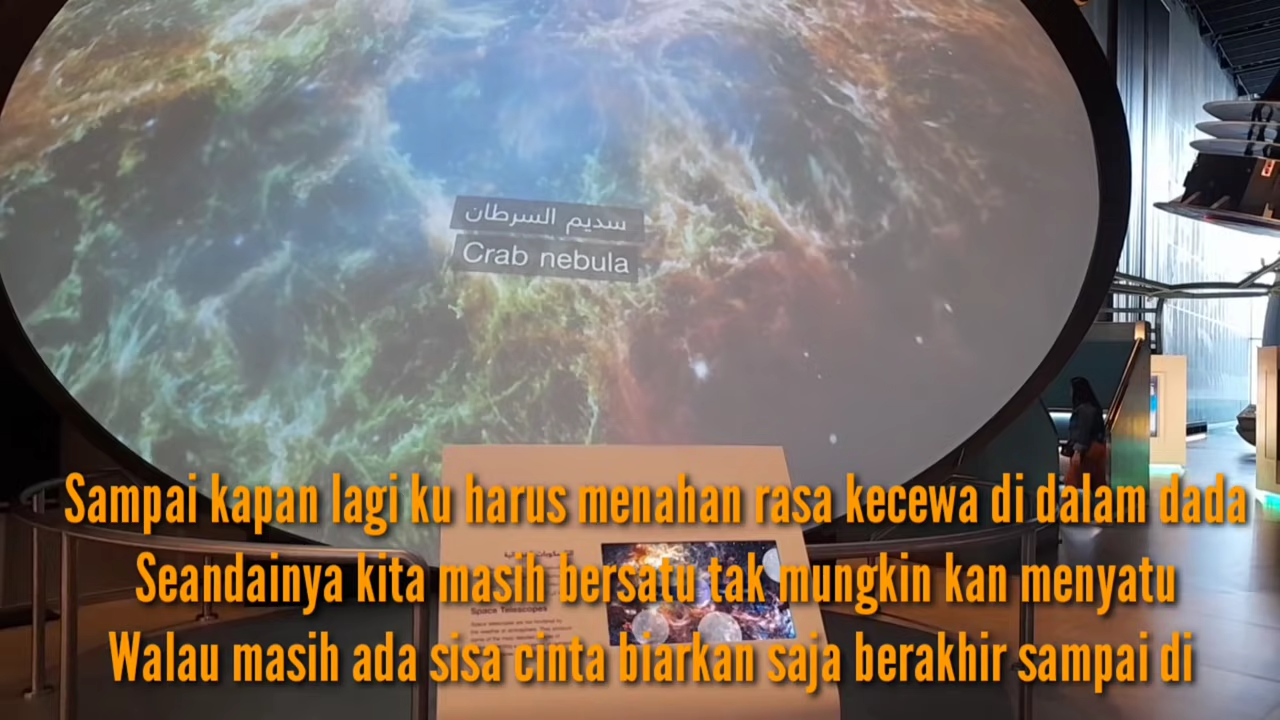 سديم السرطان
Crab nebula
Sampai kapan lagi ku harus menahan rasa kecewa di dalam dada
Seandainya kita masih bersatu tak mungkin kan menyatu
Space Telescopes
Walau masih ada sisa cinta biarkan saja berakhir sampai di